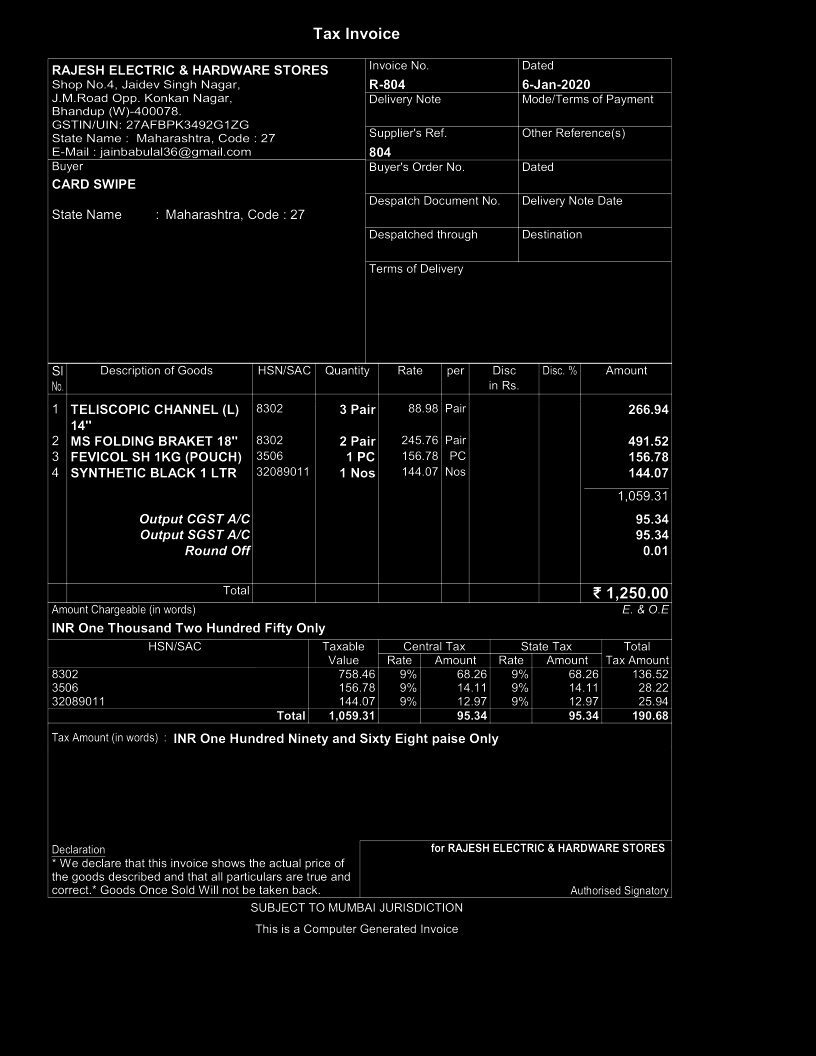 Tax Invoice
RAJESH ELECTRIC & HARDWARE STORES
Shop No.4, Jaidev Singh Nagar,
J.M.Road Opp. Konkan Nagar,
Bhandup (W)-400078.
GSTIN/UIN: 27AFBPK3492G1ZG
State Name : Maharashtra, Code : 27
E-Mail : jainbabulal36@gmail.com
Invoice No. Dated
R-804 6-Jan-2020
Delivery Note Mode/Terms of Payment
Supplier's Ref. Other Reference(s)
804
Buyer
CARD SWIPE
State Name : Maharashtra, Code : 27
Buyer's Order No. Dated
Despatch Document No. Delivery Note Date
Despatched through Destination
Terms of Delivery
Sl Description of Goods HSN/SAC Quantity Rate per Disc Disc. % Amount
No. in Rs.
1 TELISCOPIC CHANNEL (L) 8302 3 Pair 88.98 Pair 266.94
14"
2 MS FOLDING BRAKET 18" 8302 2 Pair 245.76 Pair 491.52
3 FEVICOL SH 1KG (POUCH) 3506 1 PC 156.78 PC 156.78
4 SYNTHETIC BLACK 1 LTR 32089011 1 Nos 144.07 Nos 144.07
1,059.31
Output CGST A/C 95.34
Output SGST A/C 95.34
Round Off 0.01
Total ₹ 1,250.00
Amount Chargeable (in words) E. & O.E
INR One Thousand Two Hundred Fifty Only
HSN/SAC Taxable Central Tax State Tax Total
Value Rate Amount Rate Amount Tax Amount
8302 758.46 9% 68.26 9% 68.26 136.52
3506 156.78 9% 14.11 9% 14.11 28.22
32089011 144.07 9% 12.97 9% 12.97 25.94
Total 1,059.31 95.34 95.34 190.68
Tax Amount (in words) : INR One Hundred Ninety and Sixty Eight paise Only
Declaration
* We declare that this invoice shows the actual price of
the goods described and that all particulars are true and
correct.* Goods Once Sold Will not be taken back.
for RAJESH ELECTRIC & HARDWARE STORES
Authorised Signatory
SUBJECT TO MUMBAI JURISDICTION
This is a Computer Generated Invoice